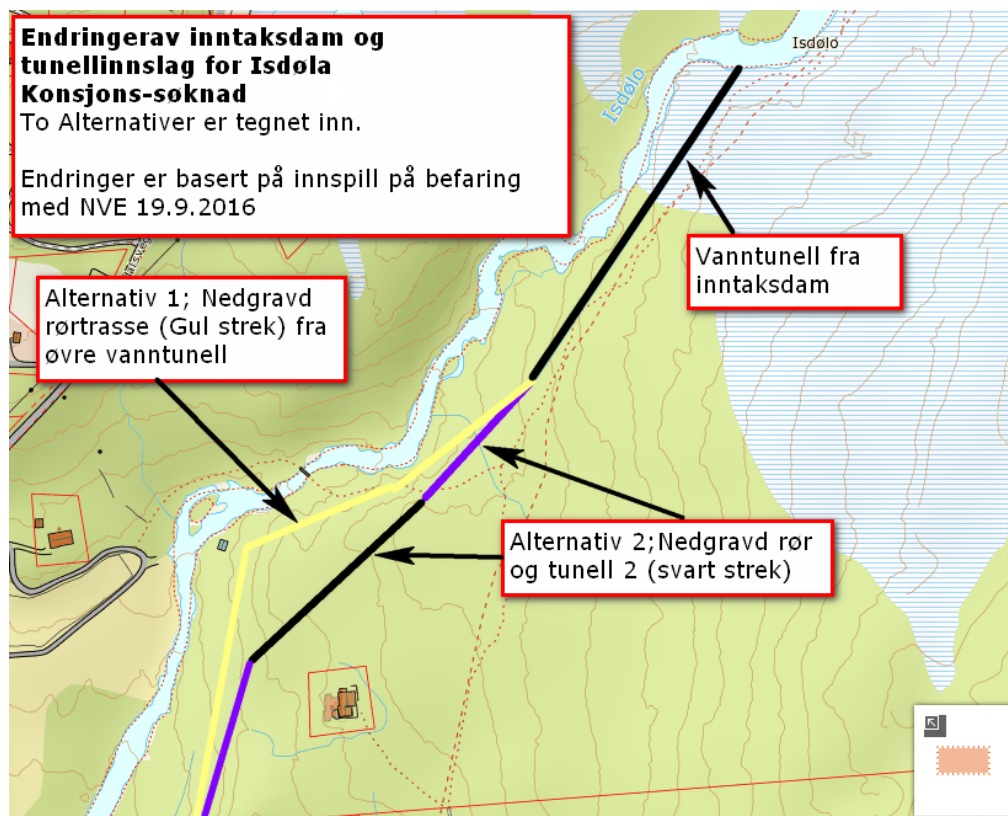 Endringerav inntaksdam og
tunellinnslag for Isdøla
Konsjons-søknad
To Alternativer er tegnet inn.
Endringer er basert på innspill på befaring
med NVE 19.9.2016
Isdølo
Isdølo
Vanntunell fra
inntaksdam
Alternativ 1; Nedgravd
rørtrasse (Gul strek) fra
øvre vanntunell
Alternativ 2;Nedgravd rør
og tunell 2 (svart strek)